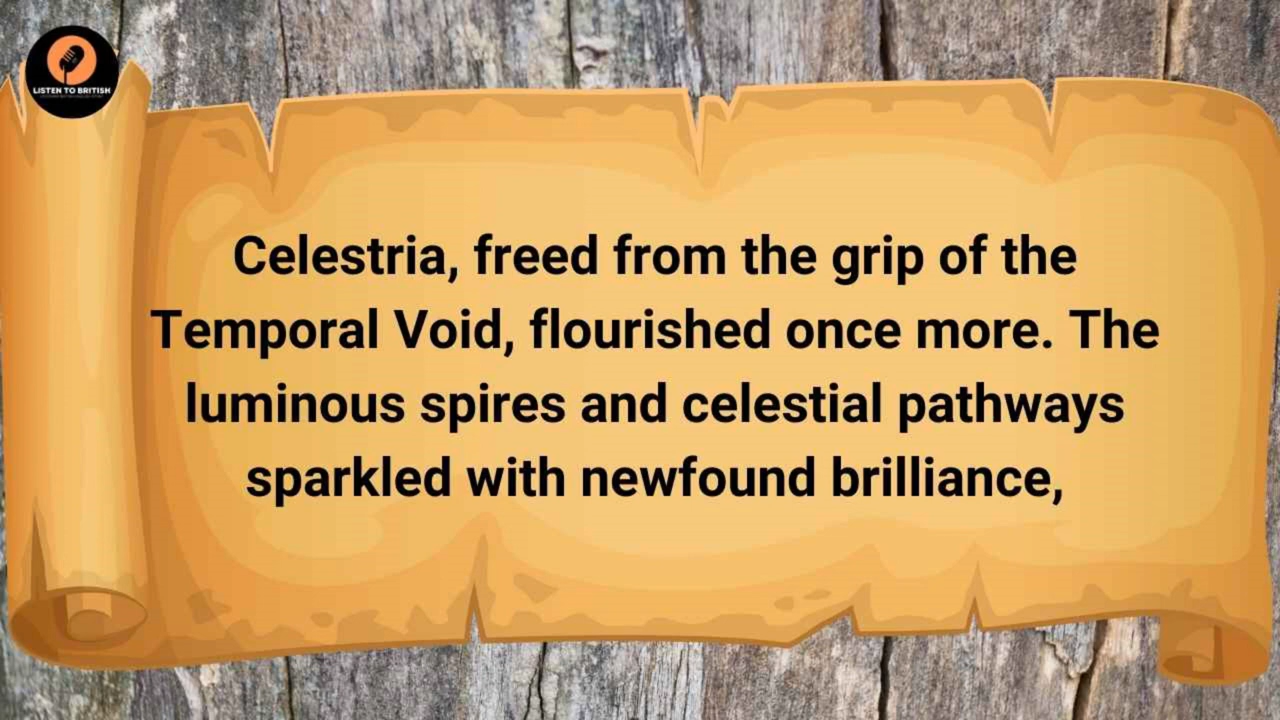 LISTEN TO BRITISH
Celestria, freed from the grip of the
Temporal Void, flourished once more. The
luminous spires and celestial pathways
sparkled with newfound brilliance,